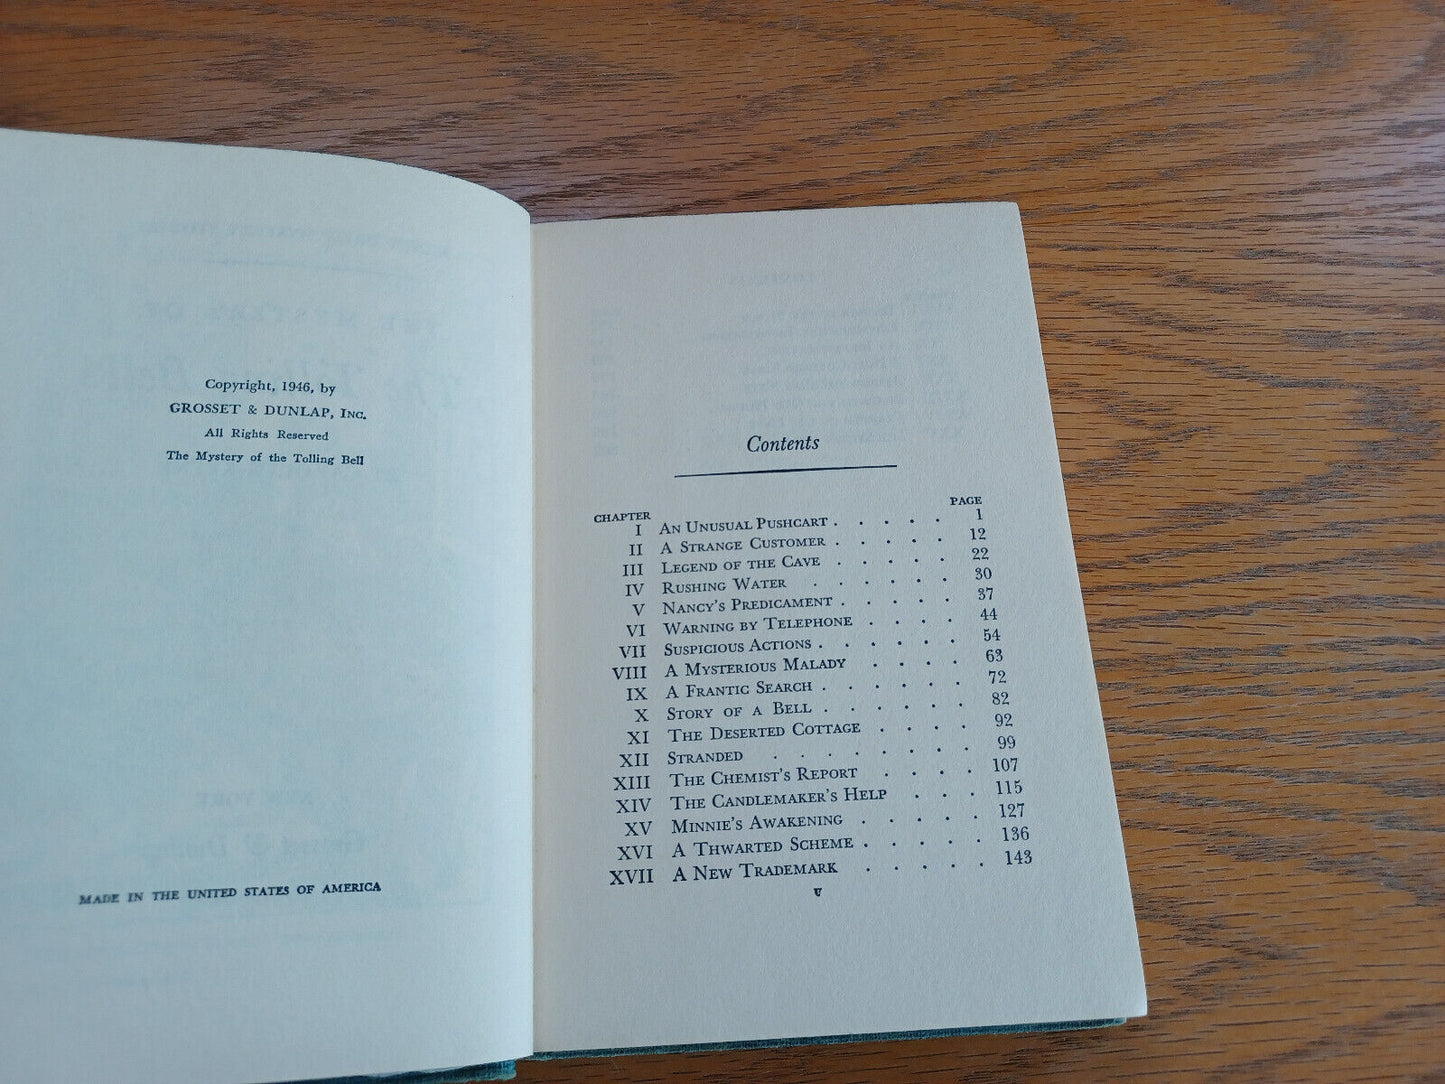 Copyright, 1946, by
GROSSET & DUNLAP, INC.
All Rights Reserved
The Mystery of the Tolling Bell
MADE IN THE UNITED STATES OF AMERICA
Contents
CHAPTER PAGE
I AN UNUSUAL PUSHCART . . . . . 1
II A STRANGE CUSTOMER . . . . . 12
III LEGEND OF THE CAVE . . . . . 22
IV RUSHING WATER . . . . . . 30
V NANCY'S PREDICAMENT . . . . . 37
VI WARNING BY TELEPHONE . . . . 44
VII SUSPICIOUS ACTIONS . . . . . . 54
VIII A MYSTERIOUS MALADY . . . . 63
IX A FRANTIC SEARCH . . . . . . 72
X STORY OF A BELL . . . . . . 82
XI THE DESERTED COTTAGE . . . . 92
XII STRANDED . . . . . . . . 99
XIII THE CHEMIST'S REPORT . . . . 107
XIV THE CANDLEMAKER'S HELP . . . 115
XV MINNIE'S AWAKENING . . . . . 127
XVI A THWARTED SCHEME . . . . . 136
XVII A NEW TRADEMARK . . . . . 143
v